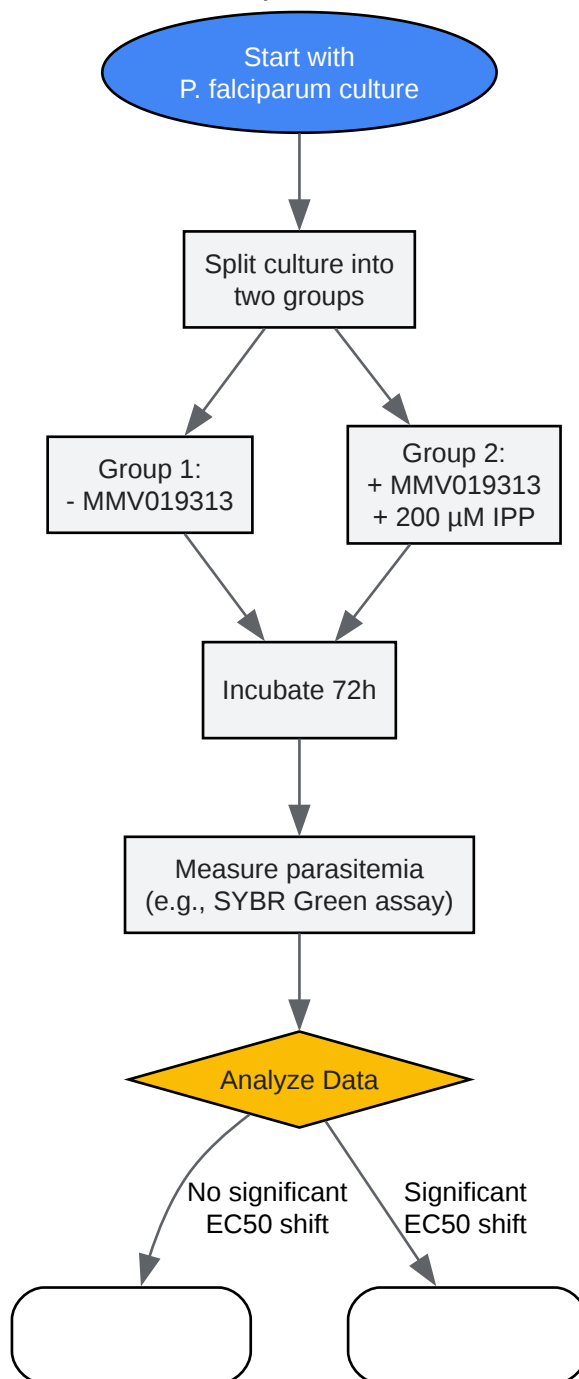 Start with
P. falciparum culture
Split culture into
two groups
Group 1:
- MMV019313
Group 2:
+ MMV019313
+ 200 µM IPP
Incubate 72h
Measure parasitemia
(e.g., SYBR Green assay)
Analyze Data
No significant
EC50 shift
Significant
EC50 shift